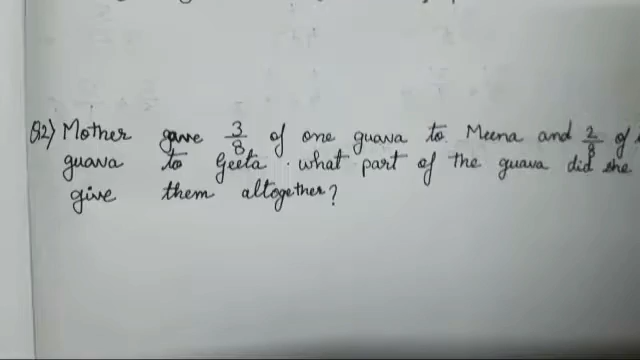 Q2) Mother gave 3/8 of one guava to Meena and 2/8 of
guava to Geeta. what part of the guava did she
give them altogether?